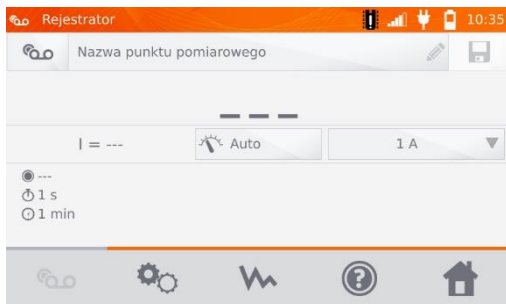 Rejestrator 10:35
Nazwa punktu pomiarowego
---
I = --- Auto 1 A
---
1 s
1 min